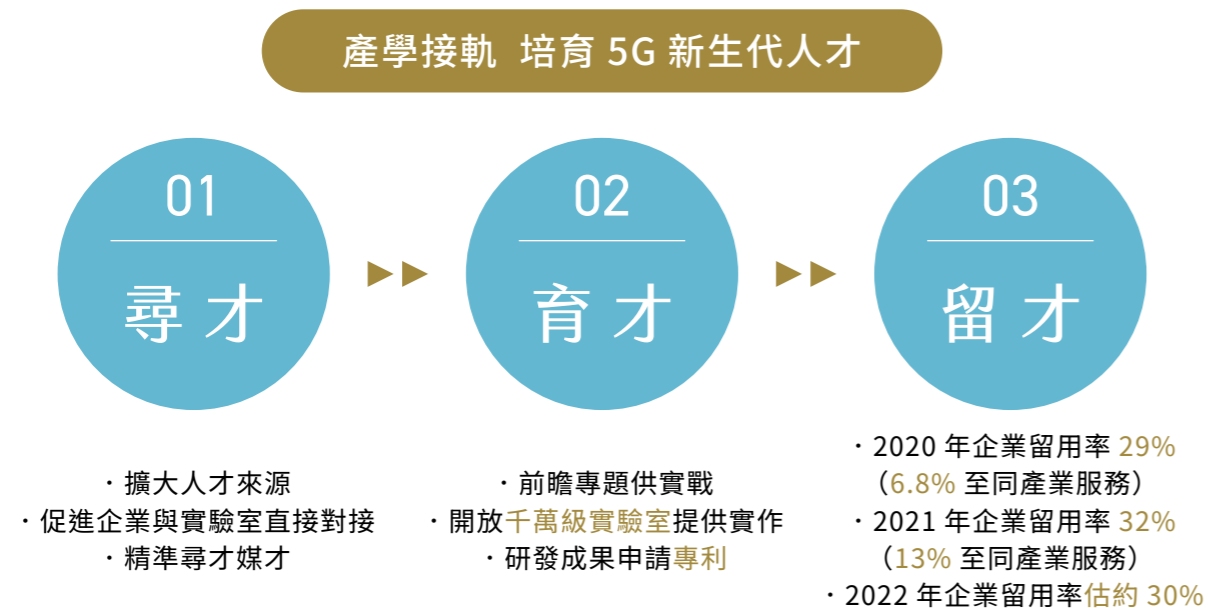 產學接軌 培育 5G 新生代人才
01
尋才
・擴大人才來源
・促進企業與實驗室直接對接
・精準尋才媒才
02
育才
・前瞻專題供實戰
・開放千萬級實驗室提供實作
・研發成果申請專利
03
留才
・2020 年企業留用率 29%
（6.8% 至同產業服務）
・2021 年企業留用率 32%
（13% 至同產業服務）
・2022 年企業留用率估約 30%